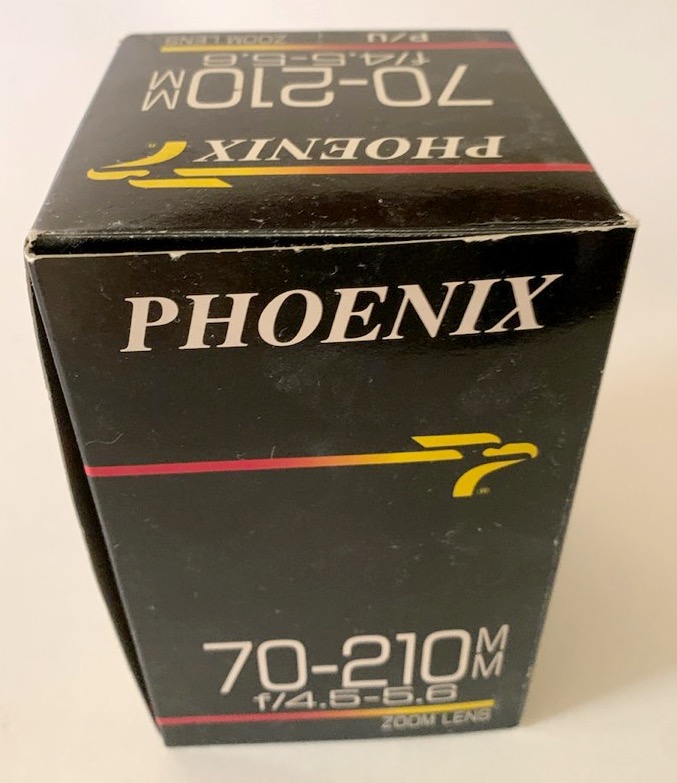 ZOOM LENS P/U
f/4.5-5.6
70-210MM
PHOENIX
®
PHOENIX
®
70-210MM
f/4.5-5.6
ZOOM LENS